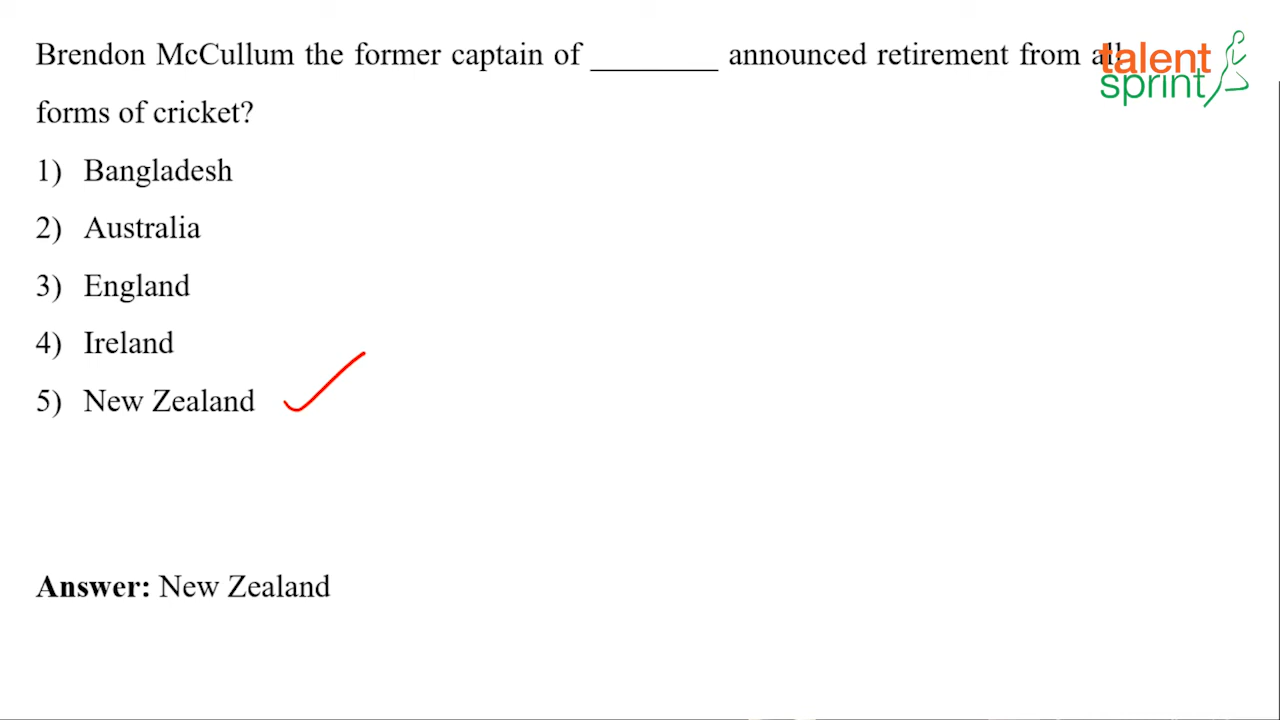 Brendon McCullum the former captain of ________ announced retirement from all
forms of cricket?
1) Bangladesh
2) Australia
3) England
4) Ireland
5) New Zealand
Answer: New Zealand
talent
sprint